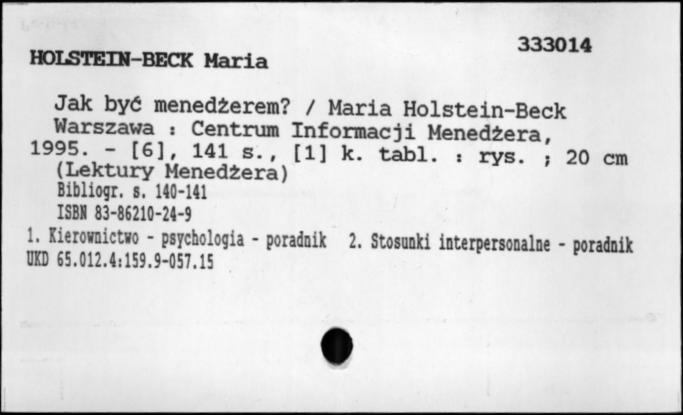 333014
HOLSTEIN-BECK Maria
Jak być menedżerem? / Maria Holstein-Beck
Warszawa : Centrum Informacji Menedżera,
1995. - [6], 141 s., [1] k. tabl. : rys. ; 20 cm
(Lektury Menedżera)
Bibliogr. s. 140-141
ISBN 83-86210-24-9
1. Kierownictwo - psychologia - poradnik 2. Stosunki interpersonalne - poradnik
UKD 65.012.4:159.9-057.15